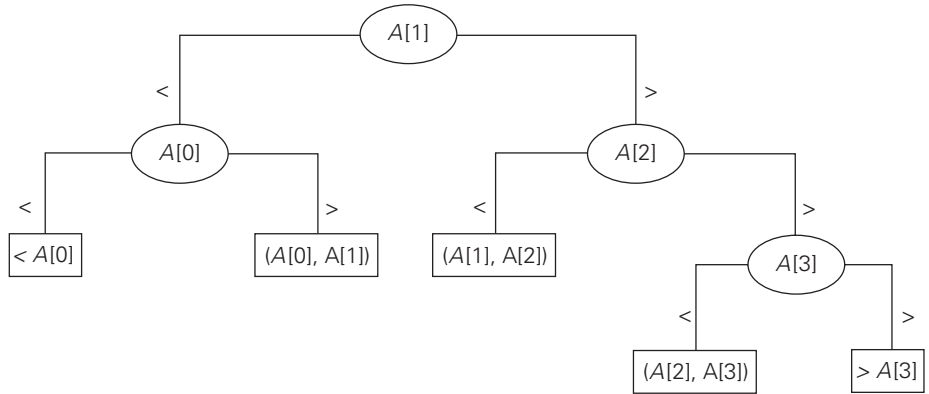 A[1]
<
>
A[0]
A[2]
<
>
<
>
< A[0]
(A[0], A[1])
(A[1], A[2])
A[3]
<
>
(A[2], A[3])
> A[3]